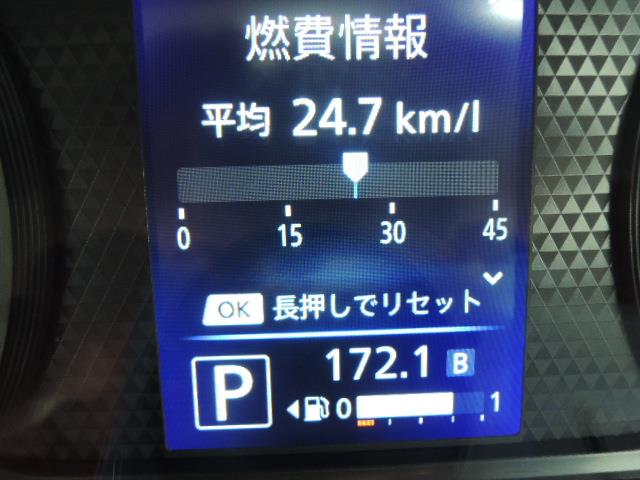 燃費情報
平均 24.7 km/l
0 15 30 45
OK 長押しでリセット
172.1 B
P
0 1